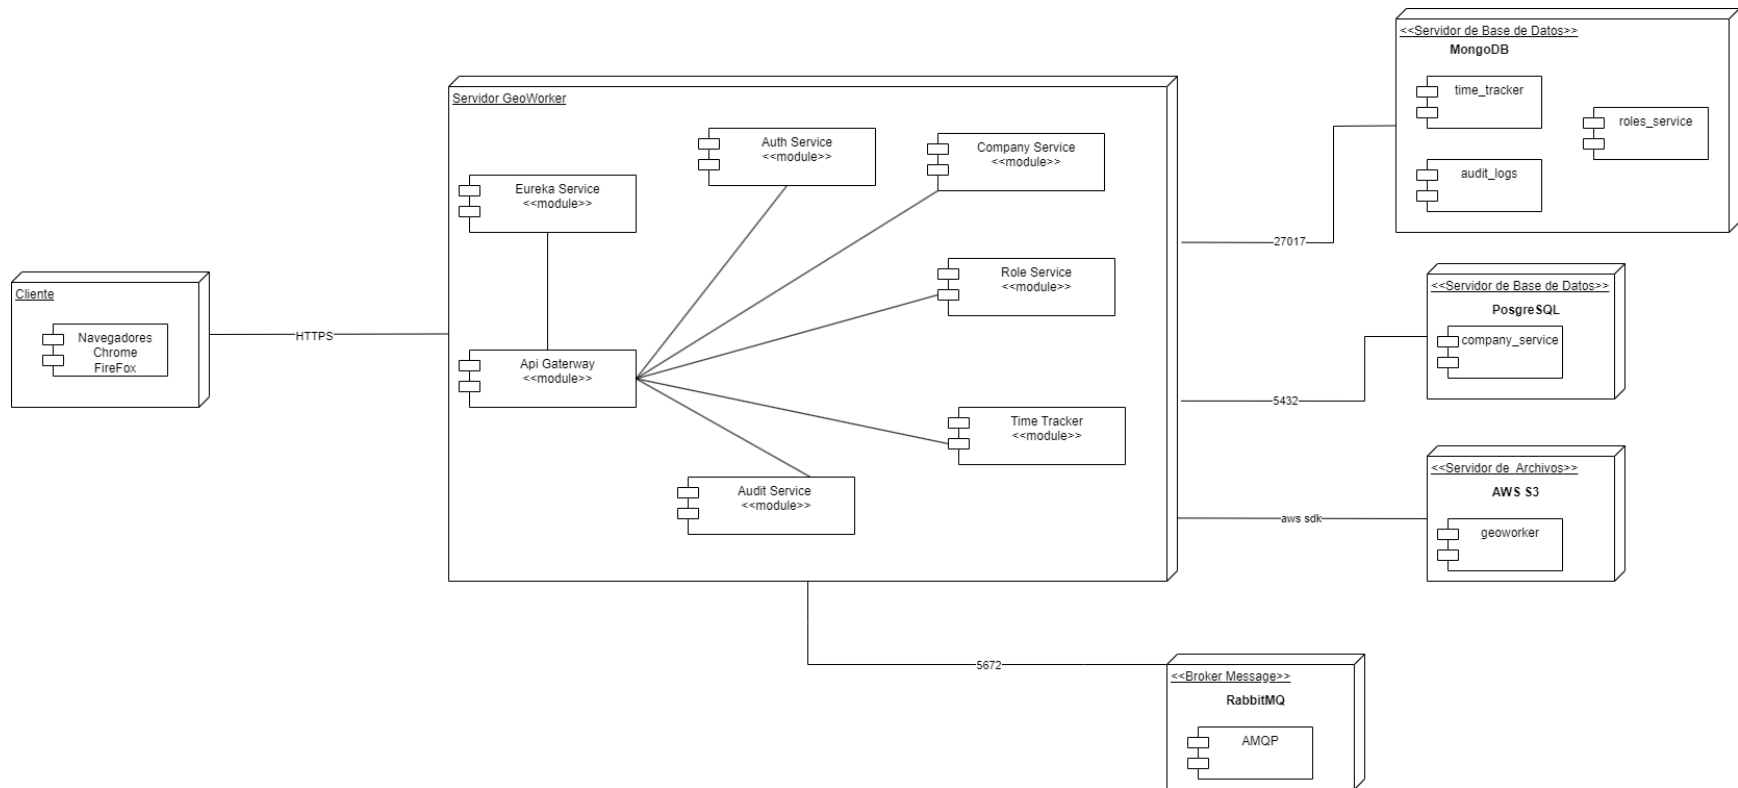 <<Servidor de Base de Datos>>
MongoDB
time_tracker
roles_service
audit_logs
Servidor GeoWorker
Auth Service
<<module>>
Company Service
<<module>>
Eureka Service
<<module>>
Role Service
<<module>>
Api Gaterway
<<module>>
Time Tracker
<<module>>
Audit Service
<<module>>
Cliente
Navegadores
Chrome
FireFox
HTTPS
27017
<<Servidor de Base de Datos>>
PosgreSQL
company_service
5432
<<Servidor de  Archivos>>
AWS S3
geoworker
aws sdk
5672
<<Broker Message>>
RabbitMQ
AMQP